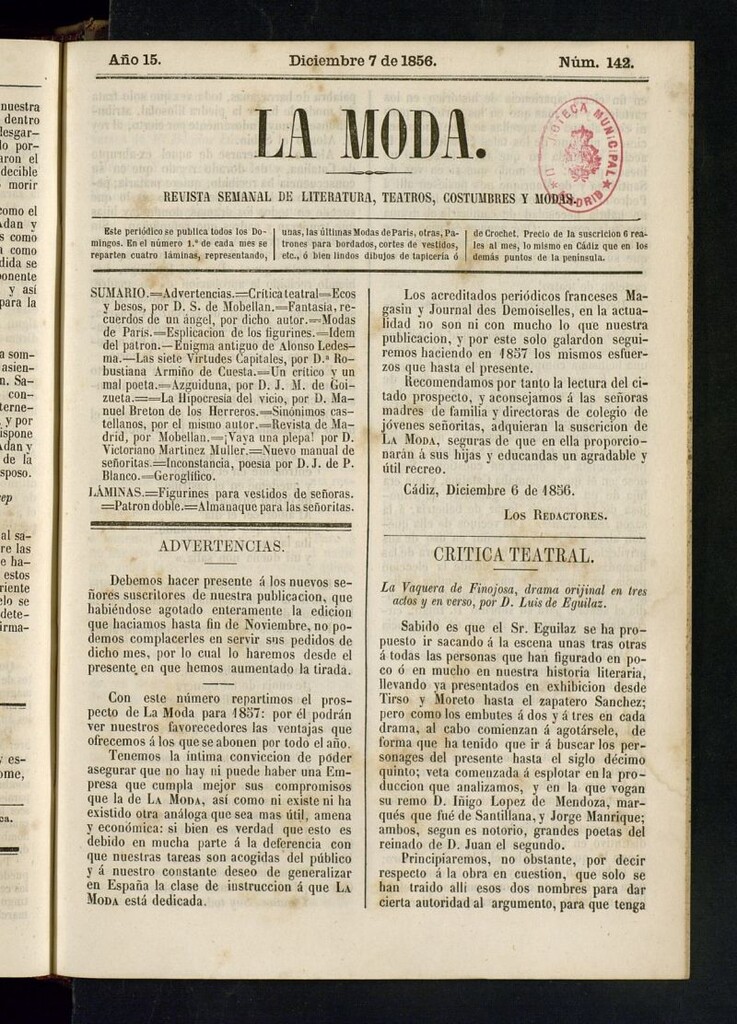 Año 15.
Diciembre 7 de 1856.
Núm. 142.
LA MODA.
REVISTA SEMANAL DE LITERATURA, TEATROS, COSTUMBRES Y MODAS.
Este periódico se publica todos los Do-
mingos. En el número 1.º de cada mes se
reparten cuatro láminas, representando,
unas, las últimas Modas de Paris, otras, Pa-
trones para bordados, cortes de vestidos,
etc., ó bien lindos dibujos de tapicería ó
de Crochet. Precio de la suscricion 6 rea-
les al mes, lo mismo en Cádiz que en los
demás puntos de la península.
SUMARIO.=Advertencias.=Crítica teatral=Ecos
y besos, por D. S. de Mobellan.=Fantasia, re-
cuerdos de un ángel, por dicho autor.=Modas
de París.=Esplicacion de los figurines.=Idem
del patron.—Enigma antiguo de Alonso Ledes-
ma.—Las siete Virtudes Capitales, por D.ª Ro-
bustiana Armiño de Cuesta.=Un crítico y un
mal poeta.=Azguiduna, por D. J. M. de Goi-
zueta.==La Hipocresía del vicio, por D. Ma-
nuel Breton de los Herreros.=Sinónimos cas-
tellanos, por el mismo autor.=Revista de Ma-
drid, por Mobellan.=¡Vaya una plepa! por D.
Victoriano Martinez Muller.=Nuevo manual de
señoritas.=Inconstancia, poesia por D. J. de P.
Blanco.=Geroglífico.
LÁMINAS.=Figurines para vestidos de señoras.
=Patron doble.=Almanaque para las señoritas.
ADVERTENCIAS.
Debemos hacer presente á los nuevos se-
ñores suscritores de nuestra publicacion, que
habiéndose agotado enteramente la edicion
que haciamos hasta fin de Noviembre, no po-
demos complacerles en servir sus pedidos de
dicho mes, por lo cual lo haremos desde el
presente en que hemos aumentado la tirada.
Con este número repartimos el pros-
pecto de La Moda para 1857: por él podrán
ver nuestros favorecedores las ventajas que
ofrecemos á los que se abonen por todo el año.
Tenemos la íntima conviccion de poder
asegurar que no hay ni puede haber una Em-
presa que cumpla mejor sus compromisos
que la de LA MODA, así como ni existe ni ha
existido otra análoga que sea mas útil, amena
y económica: si bien es verdad que esto es
debido en mucha parte á la deferencia con
que nuestras tareas son acogidas del público
y á nuestro constante deseo de generalizar
en España la clase de instruccion á que LA
MODA está dedicada.
Los acreditados periódicos franceses Ma-
gasin y Journal des Demoiselles, en la actua-
lidad no son ni con mucho lo que nuestra
publicacion, y por este solo galardon segui-
remos haciendo en 1857 los mismos esfuer-
zos que hasta el presente.
Recomendamos por tanto la lectura del ci-
tado prospecto, y aconsejamos á las señoras
madres de familia y directoras de colegio de
jóvenes señoritas, adquieran la suscricion de
LA MODA, seguras de que en ella proporcio-
narán á sus hijas y educandas un agradable y
útil recreo.
Cádiz, Diciembre 6 de 1856.
LOS REDACTORES.
CRITICA TEATRAL.
La Vaquera de Finojosa, drama orijinal en tres
actos y en verso, por D. Luis de Eguilaz.
Sabido es que el Sr. Eguilaz se ha pro-
puesto ir sacando á la escena unas tras otras
á todas las personas que han figurado en po-
co ó en mucho en nuestra historia literaria,
llevando ya presentados en exhibicion desde
Tirso y Moreto hasta el zapatero Sanchez;
pero como los embutes á dos y á tres en cada
drama, al cabo comienzan á agotársele, de
forma que ha tenido que ir á buscar los per-
sonages del presente hasta el siglo décimo
quinto; veta comenzada á esplotar en la pro-
duccion que analizamos, y en la que vogan
su remo D. Iñigo Lopez de Mendoza, mar-
qués que fué de Santillana, y Jorge Manrique;
ambos, segun es notorio, grandes poetas del
reinado de D. Juan el segundo.
Principiaremos, no obstante, por decir
respecto á la obra en cuestion, que solo se
han traido alli esos dos nombres para dar
cierta autoridad al argumento, para que tenga